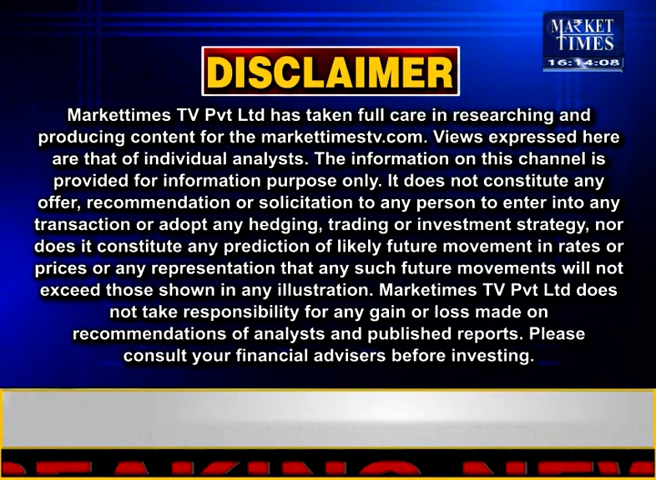 MARKET
TIMES
16:14:08
DISCLAIMER
Markettimes TV Pvt Ltd has taken full care in researching and
producing content for the markettimestv.com. Views expressed here
are that of individual analysts. The information on this channel is
provided for information purpose only. It does not constitute any
offer, recommendation or solicitation to any person to enter into any
transaction or adopt any hedging, trading or investment strategy, nor
does it constitute any prediction of likely future movement in rates or
prices or any representation that any such future movements will not
exceed those shown in any illustration. Marketimes TV Pvt Ltd does
not take responsibility for any gain or loss made on
recommendations of analysts and published reports. Please
consult your financial advisers before investing.